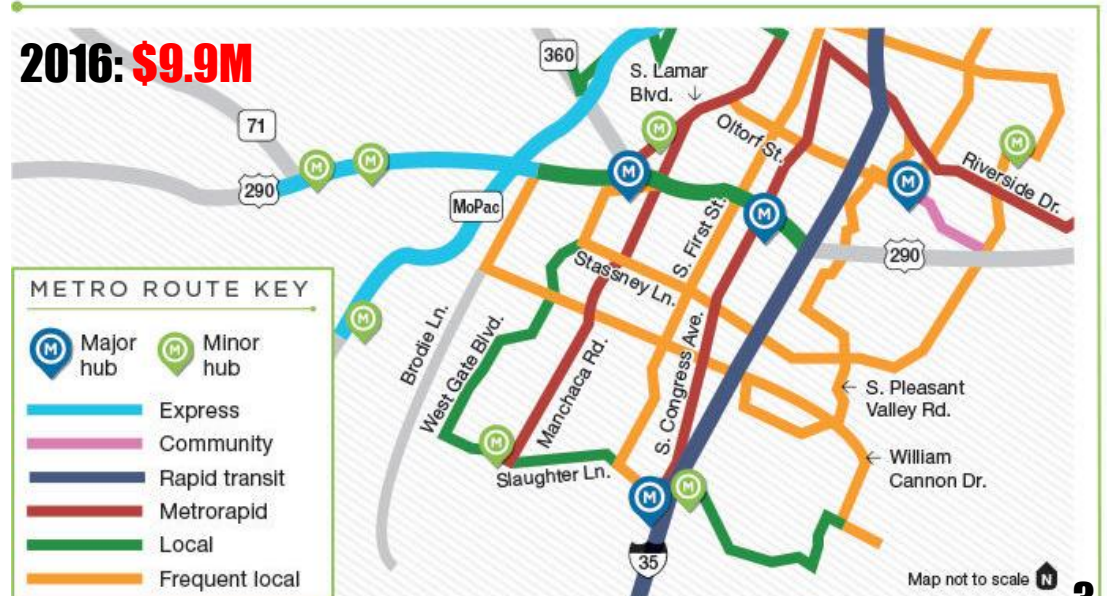 2016: $9.9M
360
S. Lamar
Blvd. ↓
71
Oltorf St.
M
M
M
M
M
290
M
Riverside Dr.
MoPac
M
S. First St.
290
Stassney Ln.
METRO ROUTE KEY
M
M
Major
hub
M
Minor
hub
Brodie Ln.
West Gate Blvd.
Manchaca Rd.
S. Congress Ave.
← S. Pleasant
Valley Rd.
Express
Community
M
← William
Cannon Dr.
Rapid transit
Slaughter Ln.
M
M
Metrorapid
Local
35
Frequent local
Map not to scale N